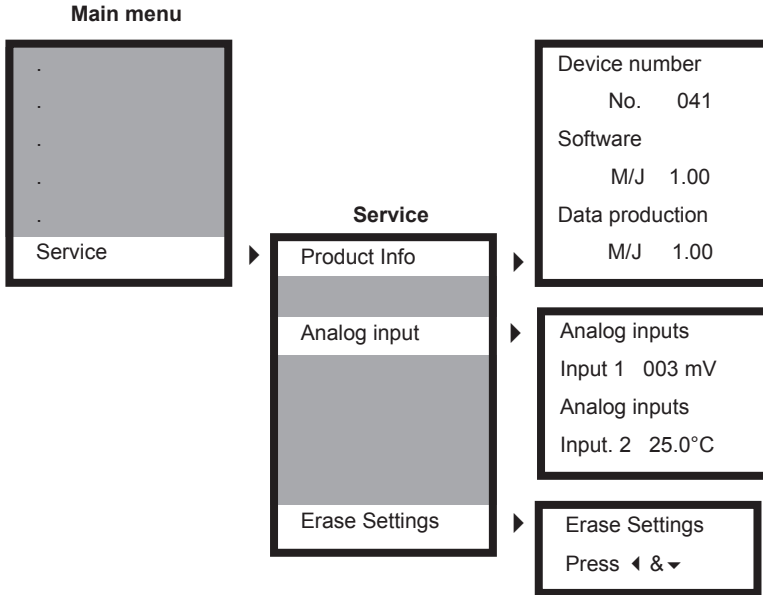 Main menu
.
.
.
.
.
Service
Service
Product Info
Analog input
Erase Settings
Device number
No. 041
Software
M/J 1.00
Data production
M/J 1.00
Analog inputs
Input 1 003 mV
Analog inputs
Input. 2 25.0°C
Erase Settings
Press ◀ & ▾